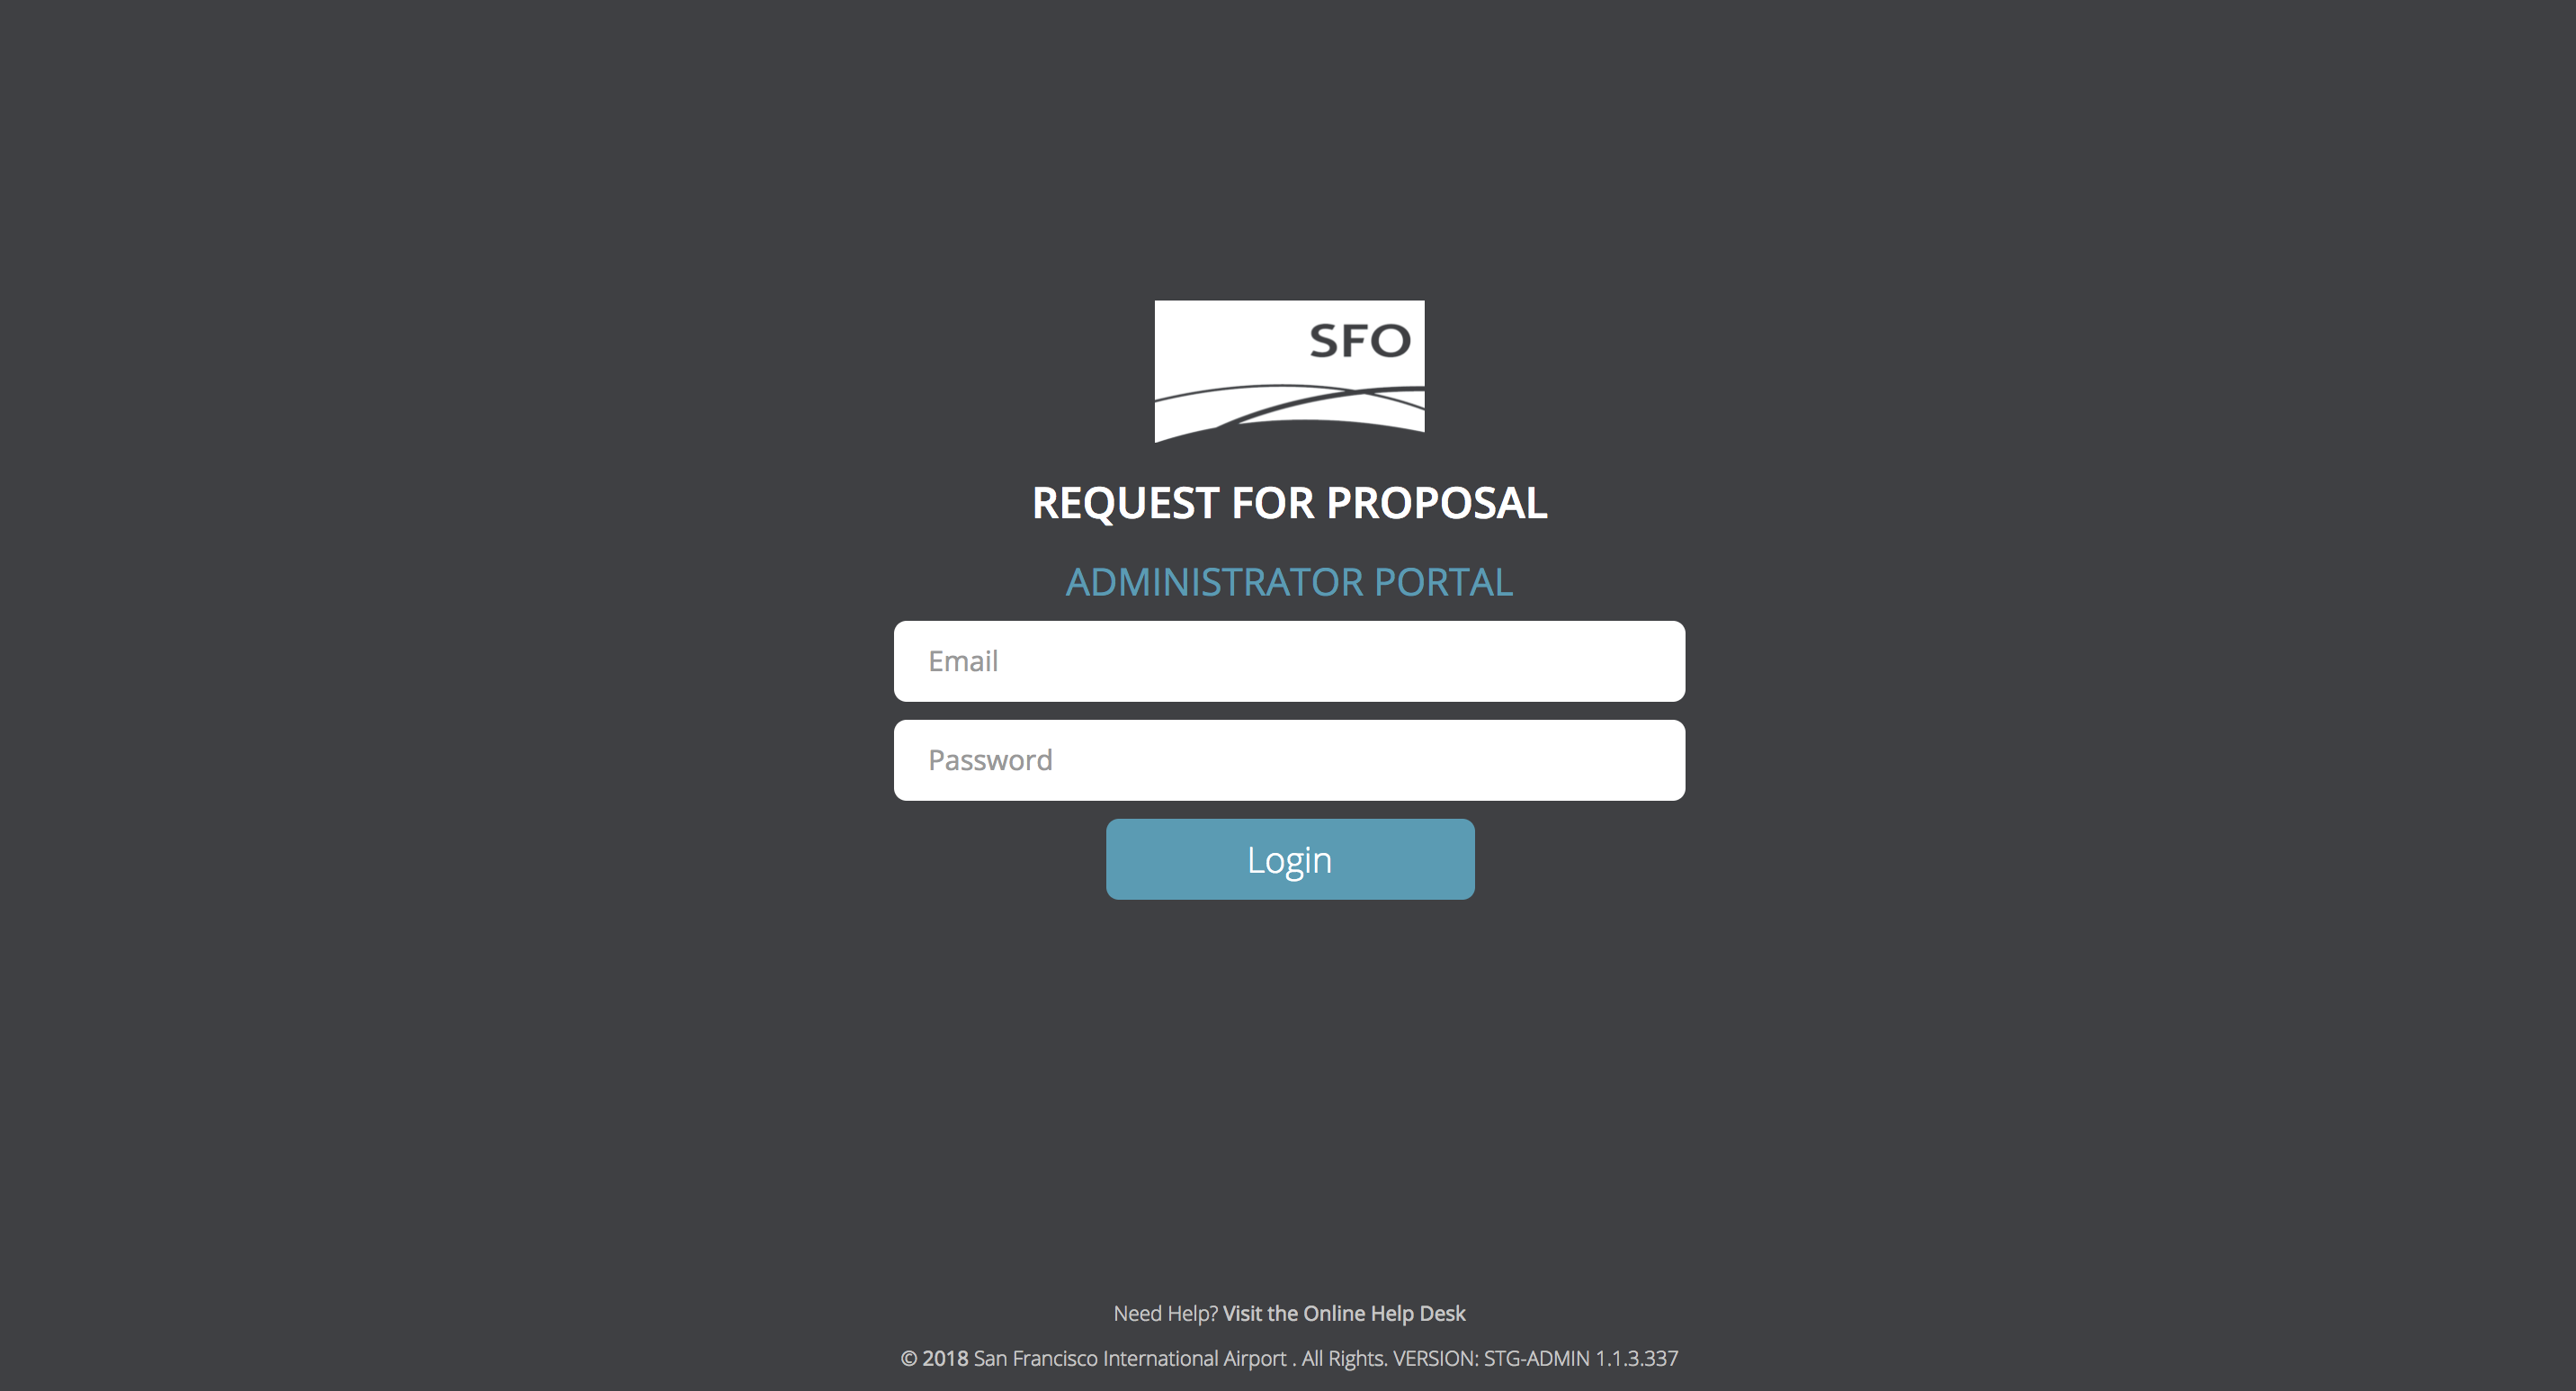 SFO
REQUEST FOR PROPOSAL
ADMINISTRATOR PORTAL
Email
Password
Login
Need Help? Visit the Online Help Desk
© 2018 San Francisco International Airport . All Rights. VERSION: STG-ADMIN 1.1.3.337